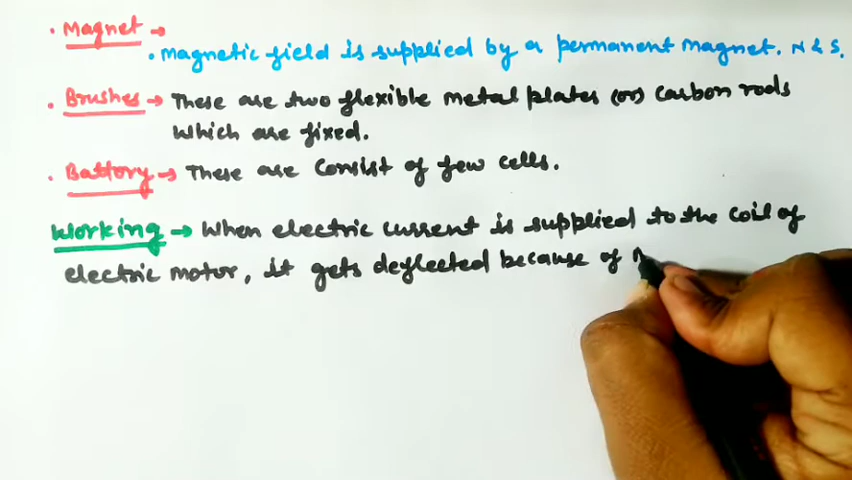 • Magnet →
• Magnetic field is supplied by a permanent magnet. N & S.
• Brushes → These are two flexible metal plates (or) carbon rods
which are fixed.
• Battory → These are consist of few cells.
Working → When electric current is supplied to the coil of
electric motor, it gets deflected because of